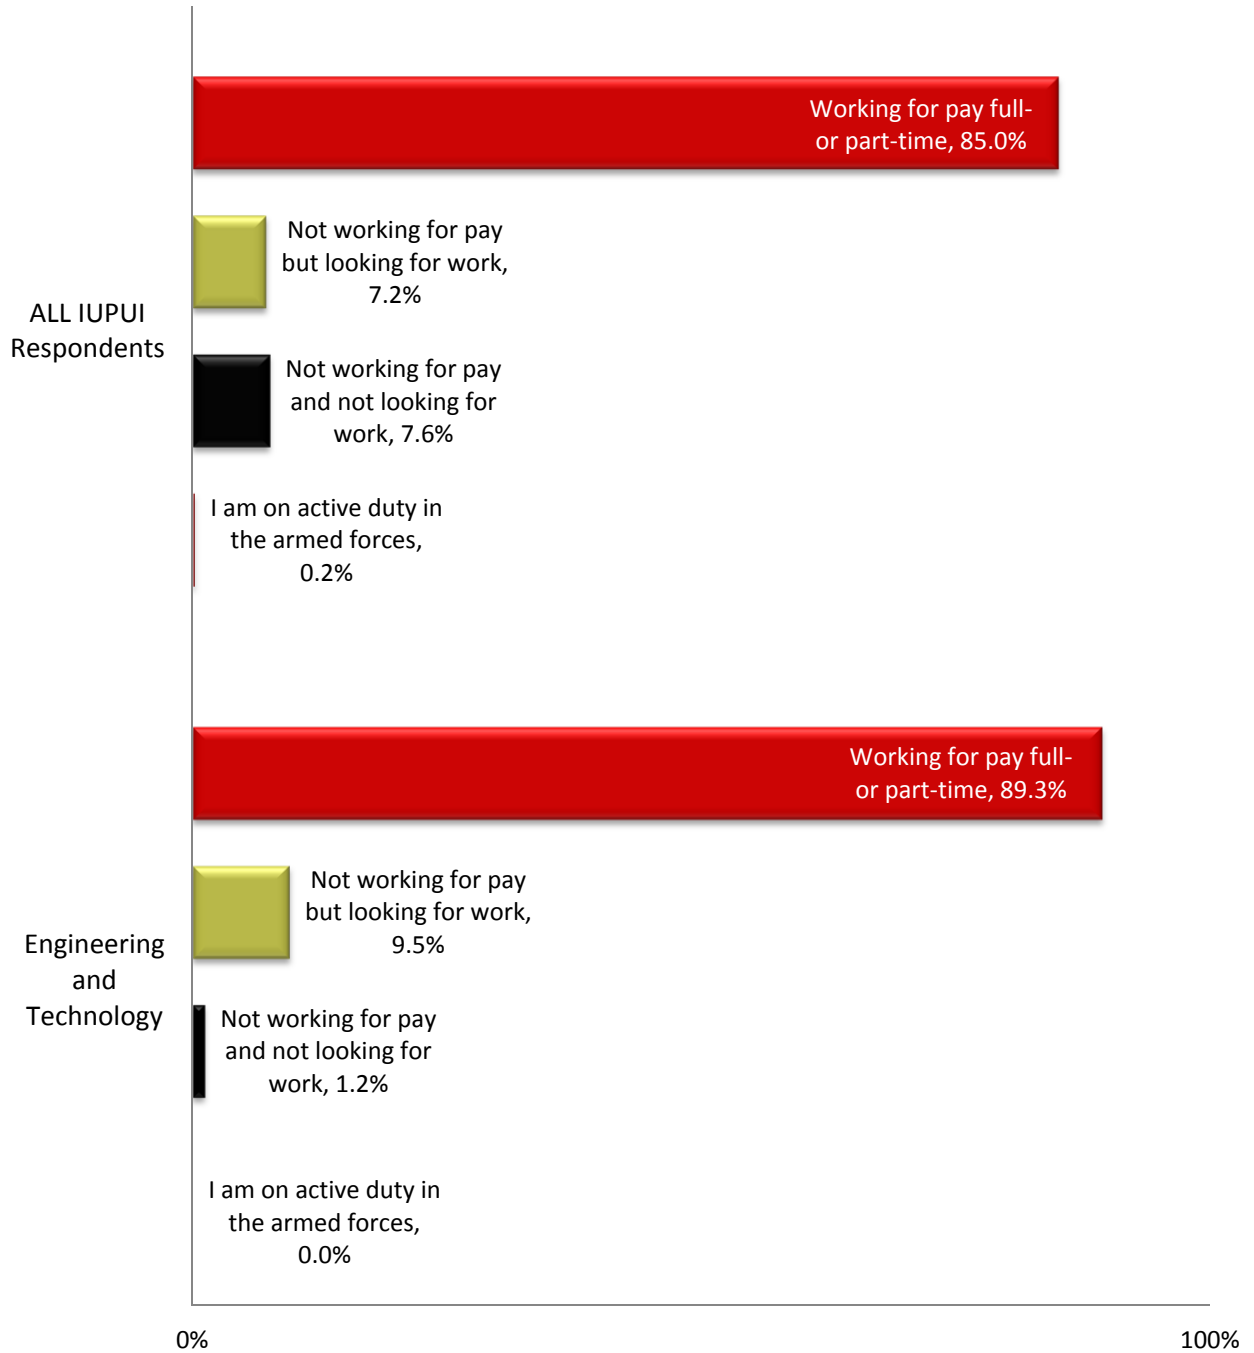 Working for pay full-
or part-time, 85.0%
Not working for pay
but looking for work,
7.2%
ALL IUPUI
Respondents
Not working for pay
and not looking for
work, 7.6%
I am on active duty in
the armed forces,
0.2%
Working for pay full-
or part-time, 89.3%
Not working for pay
but looking for work,
9.5%
Engineering
and
Technology
Not working for pay
and not looking for
work, 1.2%
I am on active duty in
the armed forces,
0.0%
0%
100%